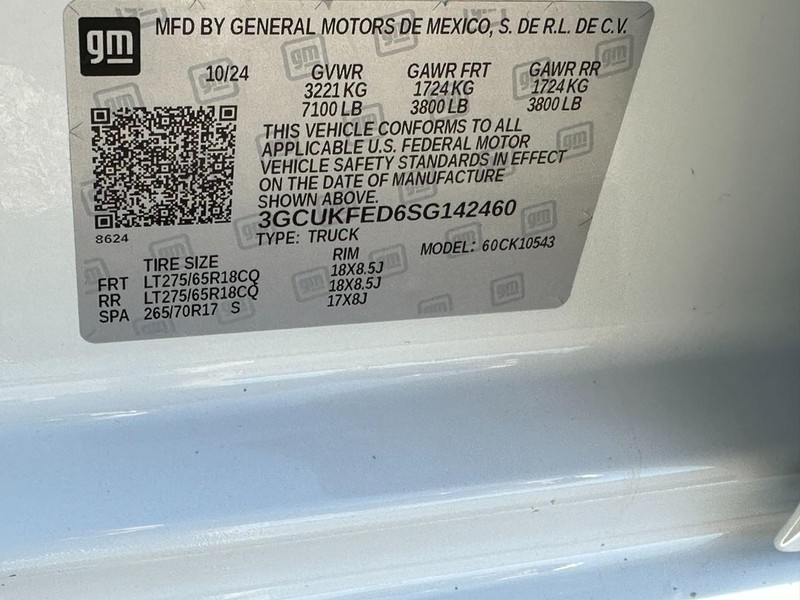 gm
MFD BY GENERAL MOTORS DE MEXICO, S. DE R.L. DE C.V.
10/24 GVWR GAWR FRT GAWR RR
3221 KG 1724 KG 1724 KG
7100 LB 3800 LB 3800 LB
THIS VEHICLE CONFORMS TO ALL
APPLICABLE U.S. FEDERAL MOTOR
VEHICLE SAFETY STANDARDS IN EFFECT
ON THE DATE OF MANUFACTURE
SHOWN ABOVE.
3GCUKFED6SG142460
8624
TYPE: TRUCK MODEL: 60CK10543
TIRE SIZE RIM
FRT LT275/65R18CQ 18X8.5J
RR LT275/65R18CQ 18X8.5J
SPA 265/70R17 S 17X8J